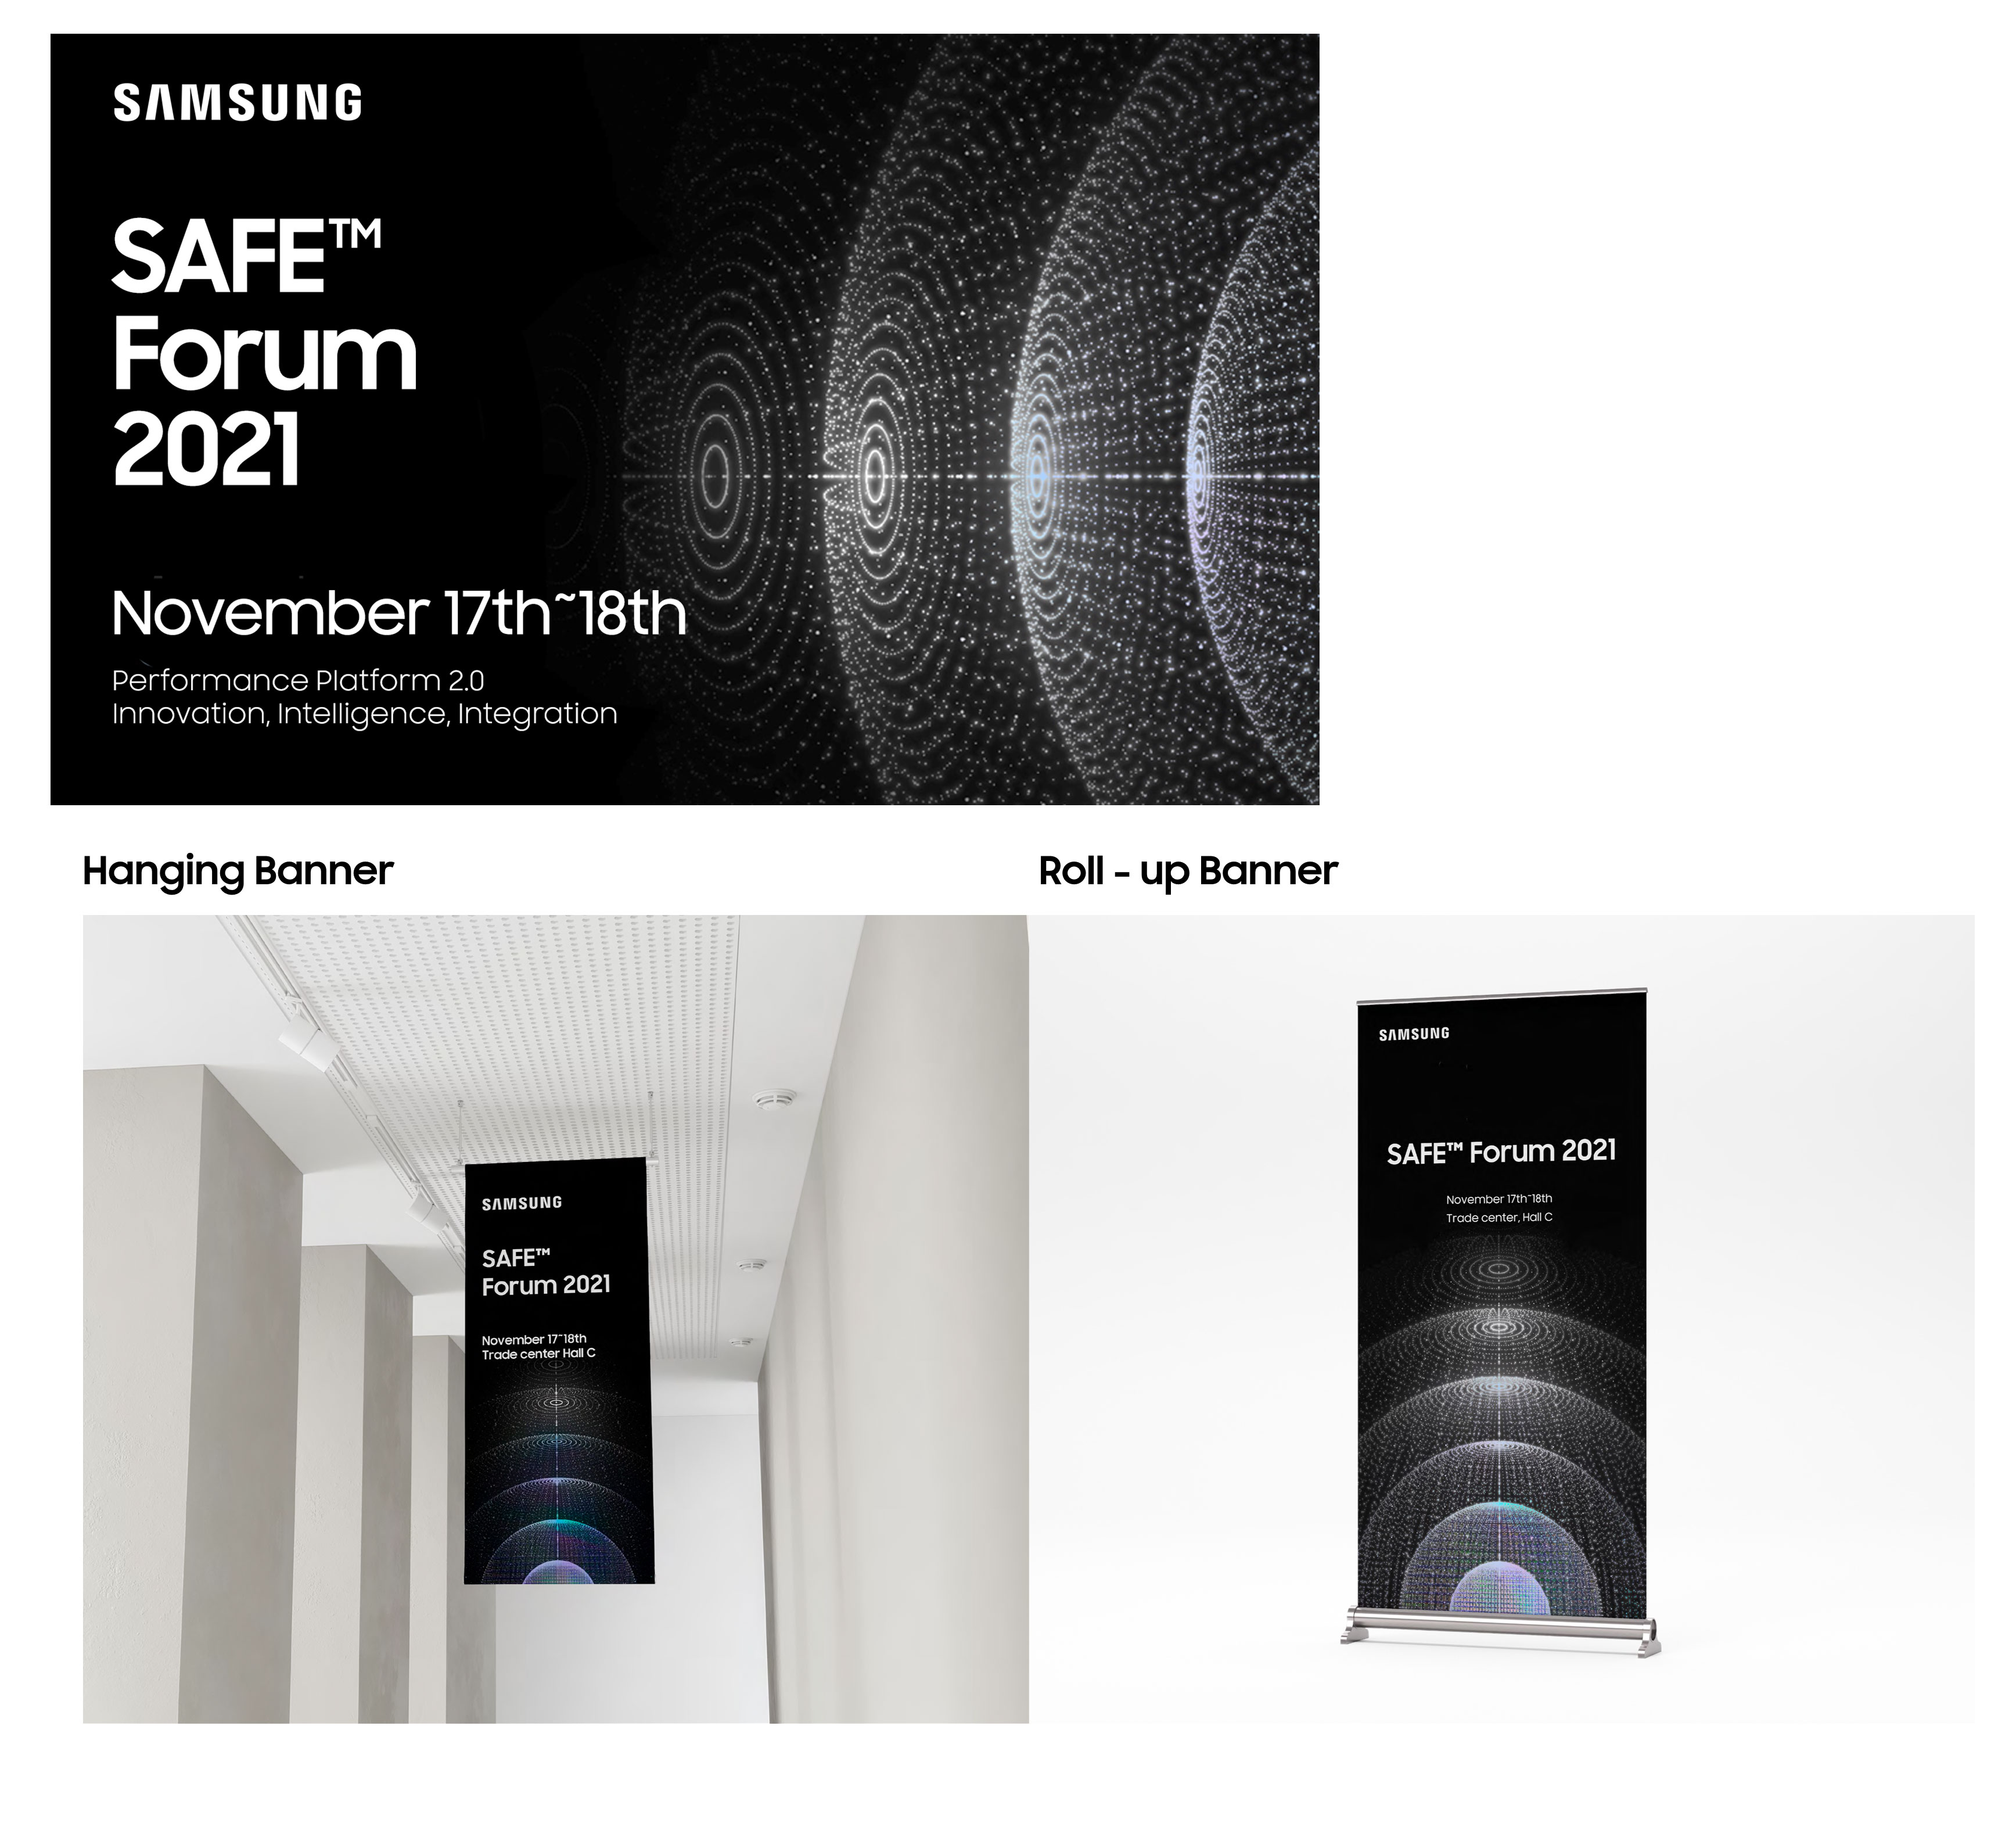 SAMSUNG
SAFE™
Forum
2021
November 17th~18th
Performance Platform 2.0
Innovation, Intelligence, Integration
Hanging Banner
Roll - up Banner
SAMSUNG
SAFE™
Forum 2021
November 17~18th
Trade center Hall C
SAMSUNG
SAFE™ Forum 2021
November 17th~18th
Trade center, Hall C